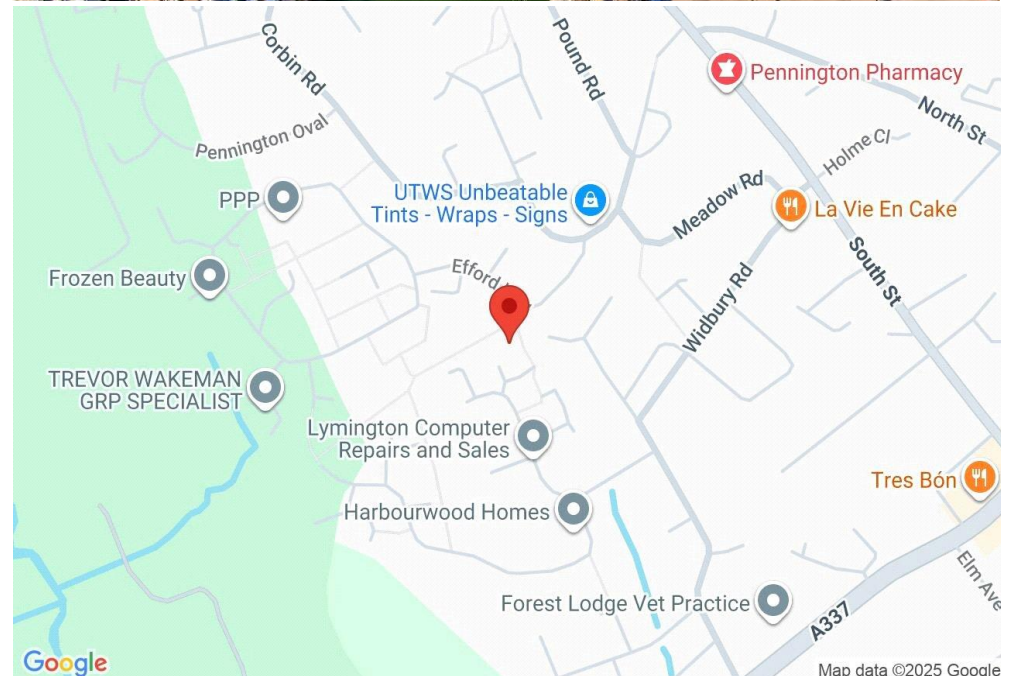 Corbin Rd
Pound Rd
Pennington Pharmacy
North St
Pennington Oval
Holme Cl
PPP
UTWS Unbeatable
Tints - Wraps - Signs
Meadow Rd
La Vie En Cake
South St
Frozen Beauty
Efford
Widbury Rd
TREVOR WAKEMAN
GRP SPECIALIST
Lymington Computer
Repairs and Sales
Tres Bón
Harbourwood Homes
Elm Ave
Forest Lodge Vet Practice
A337
Google
Map data ©2025 Google